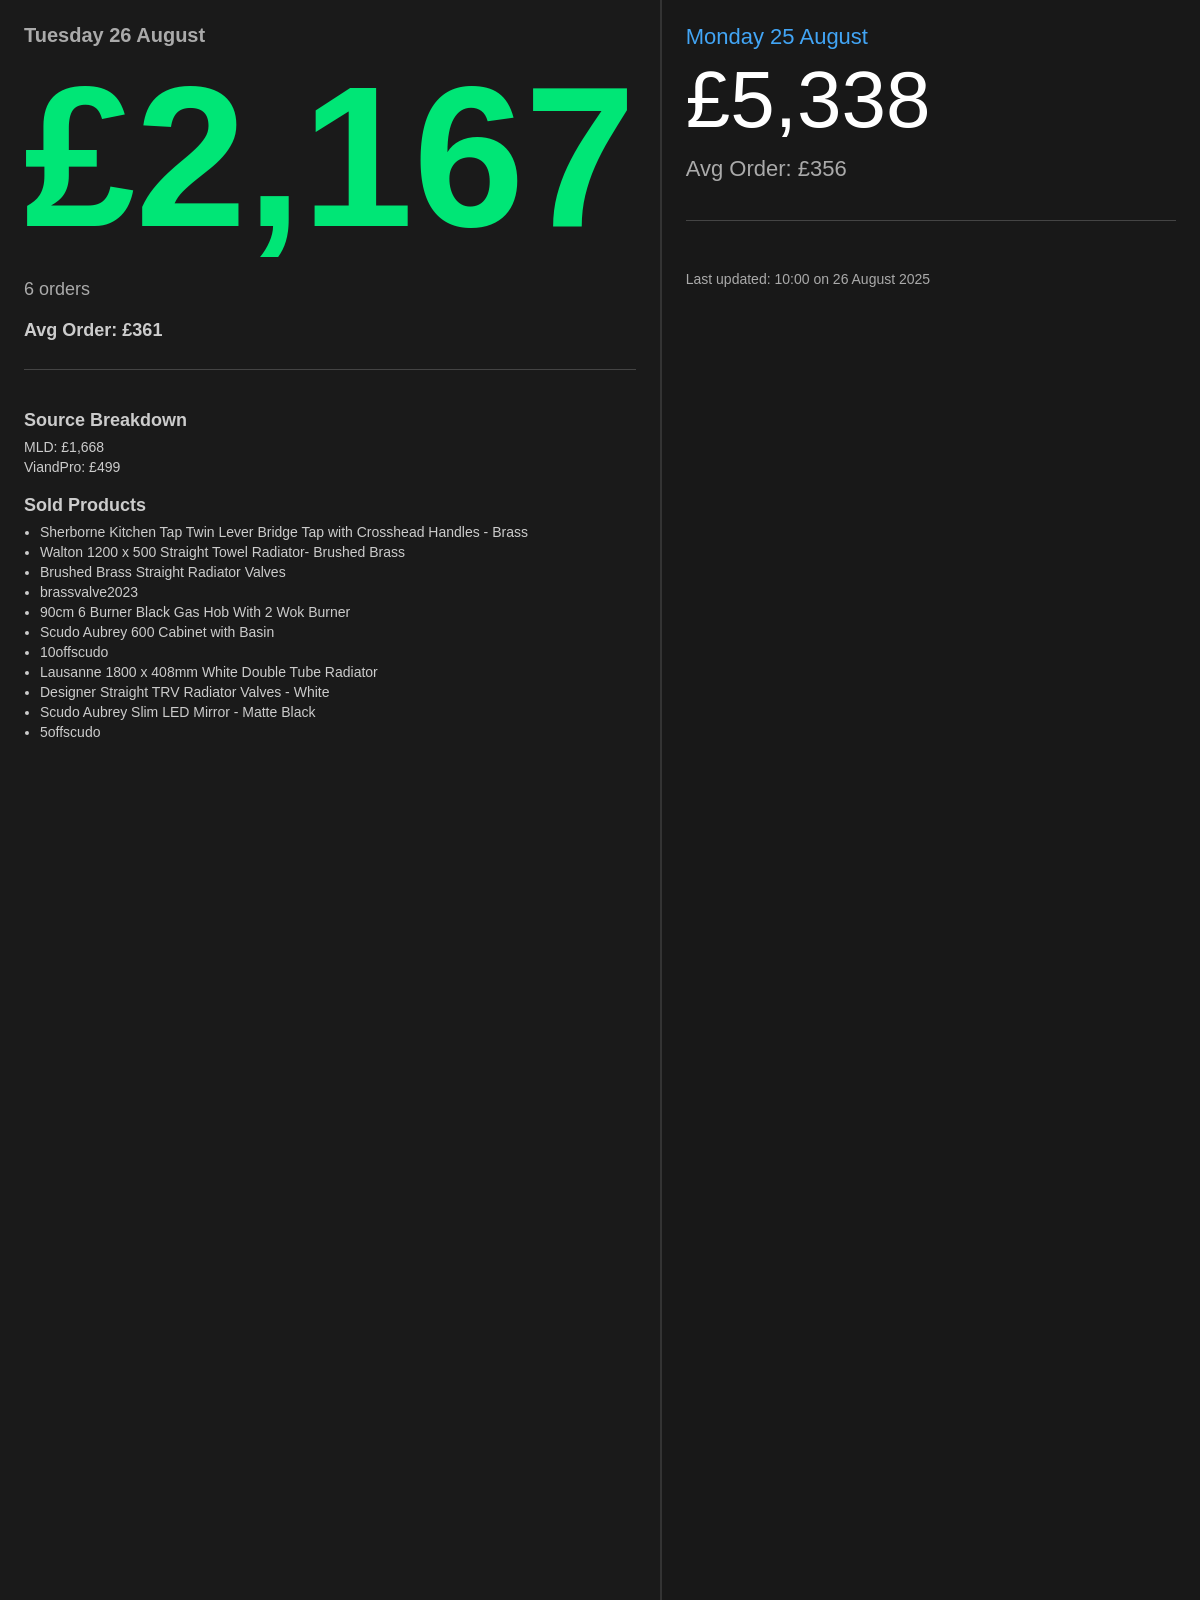 Tuesday 26 August
£2,167
6 orders
Avg Order: £361
Source Breakdown
MLD: £1,668
ViandPro: £499
Sold Products
• Sherborne Kitchen Tap Twin Lever Bridge Tap with Crosshead Handles - Brass
• Walton 1200 x 500 Straight Towel Radiator- Brushed Brass
• Brushed Brass Straight Radiator Valves
• brassvalve2023
• 90cm 6 Burner Black Gas Hob With 2 Wok Burner
• Scudo Aubrey 600 Cabinet with Basin
• 10offscudo
• Lausanne 1800 x 408mm White Double Tube Radiator
• Designer Straight TRV Radiator Valves - White
• Scudo Aubrey Slim LED Mirror - Matte Black
• 5offscudo
Monday 25 August
£5,338
Avg Order: £356
Last updated: 10:00 on 26 August 2025